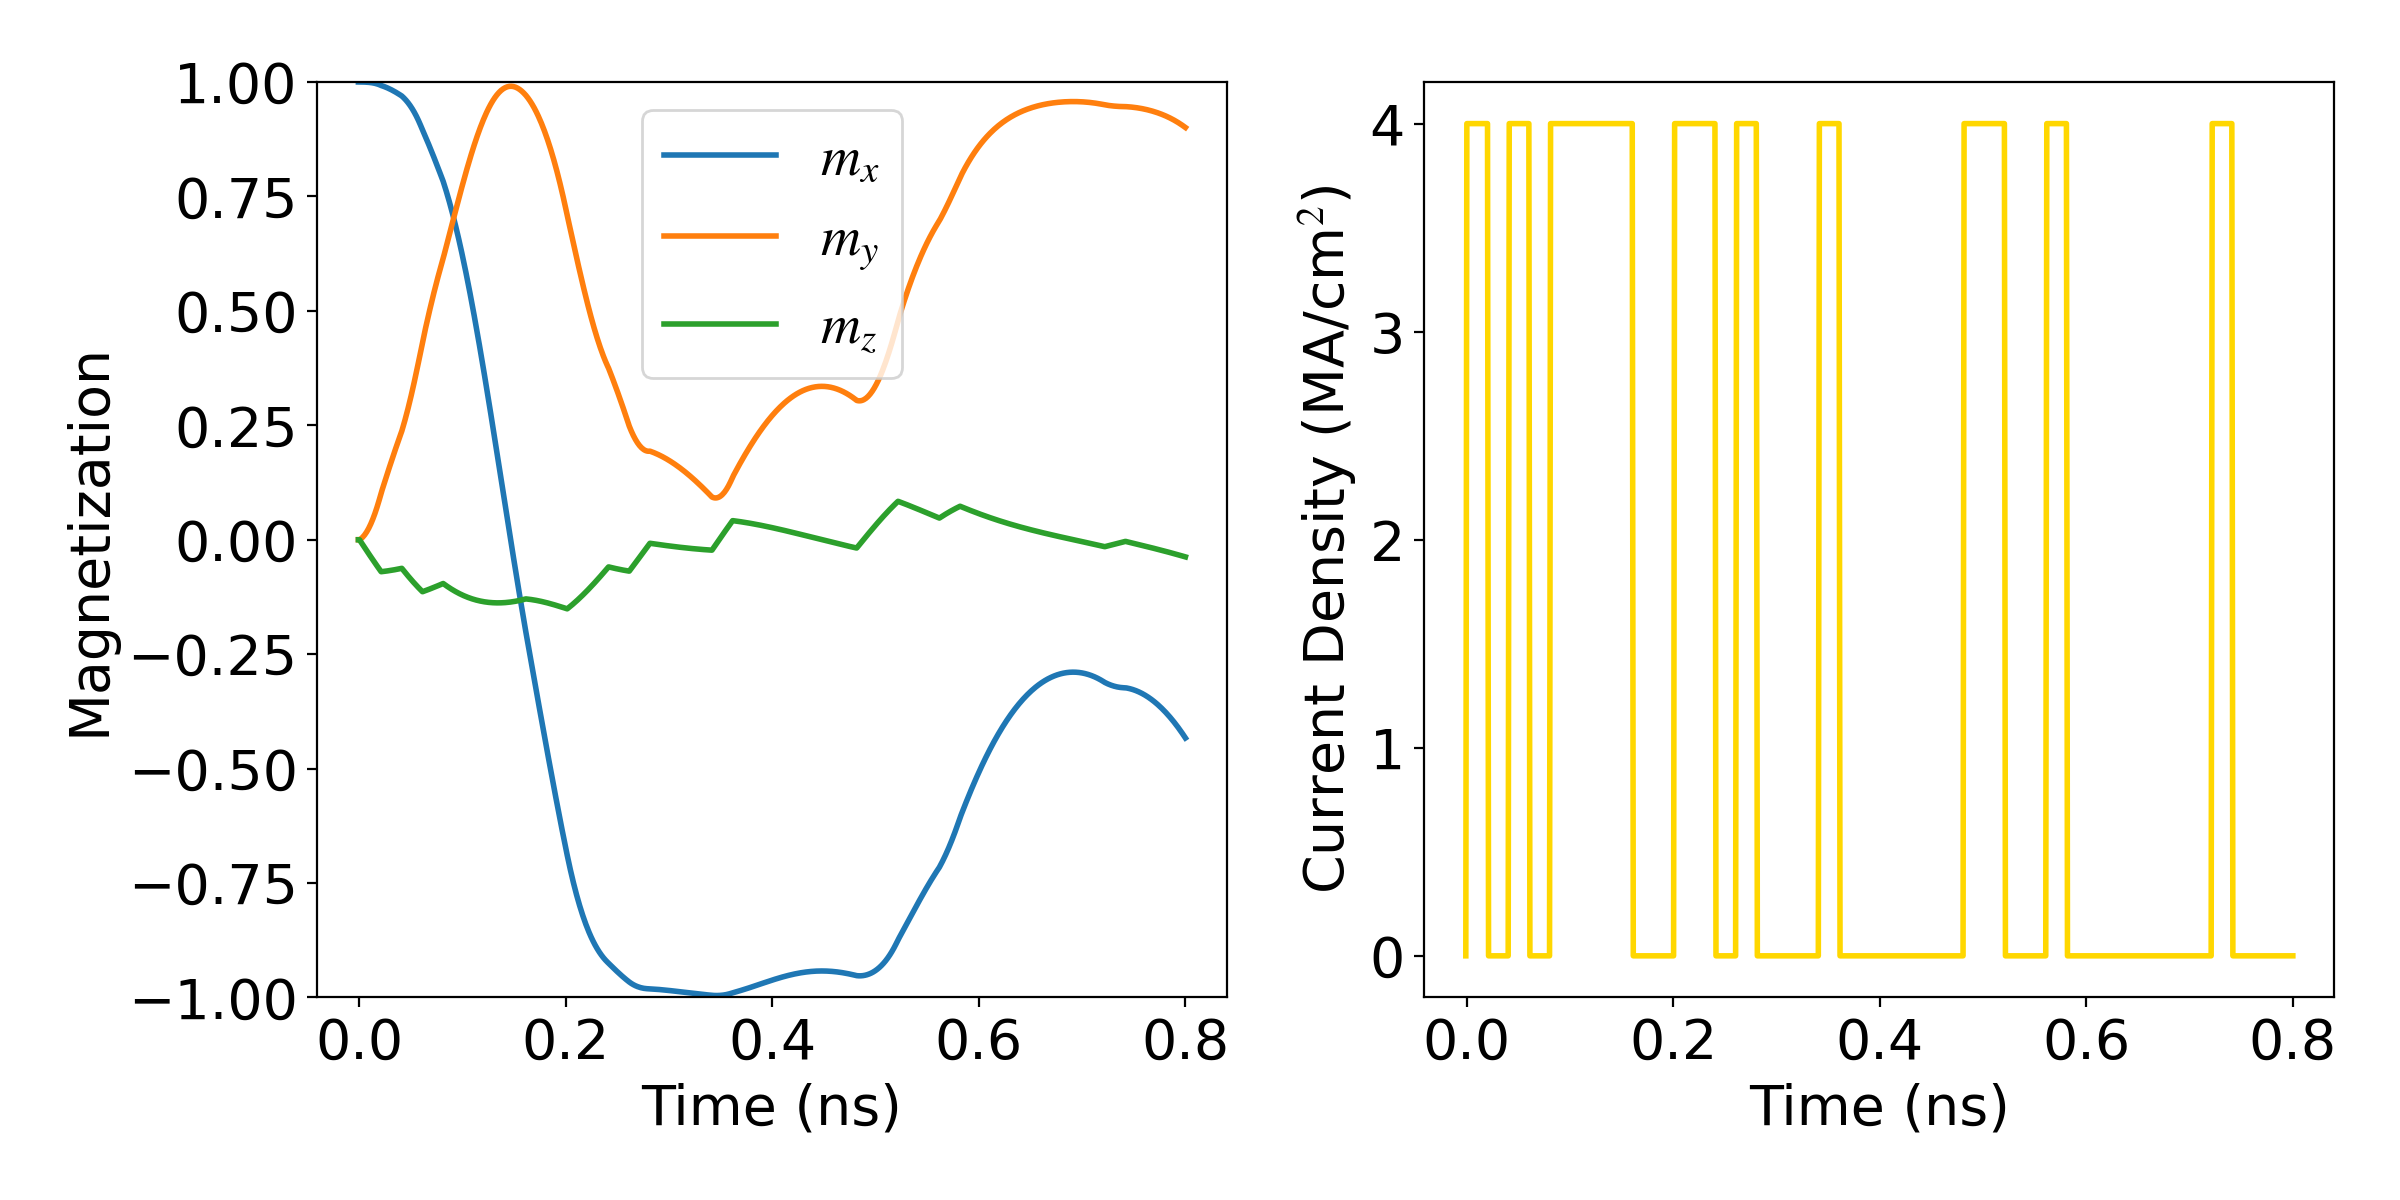 1.00
0.75
0.50
0.25
0.00
−0.25
−0.50
−0.75
−1.00
Magnetization
0.0 0.2 0.4 0.6 0.8
Time (ns)
mₓ
m_y
m_z
4
3
2
1
0
Current Density (MA/cm²)
0.0 0.2 0.4 0.6 0.8
Time (ns)